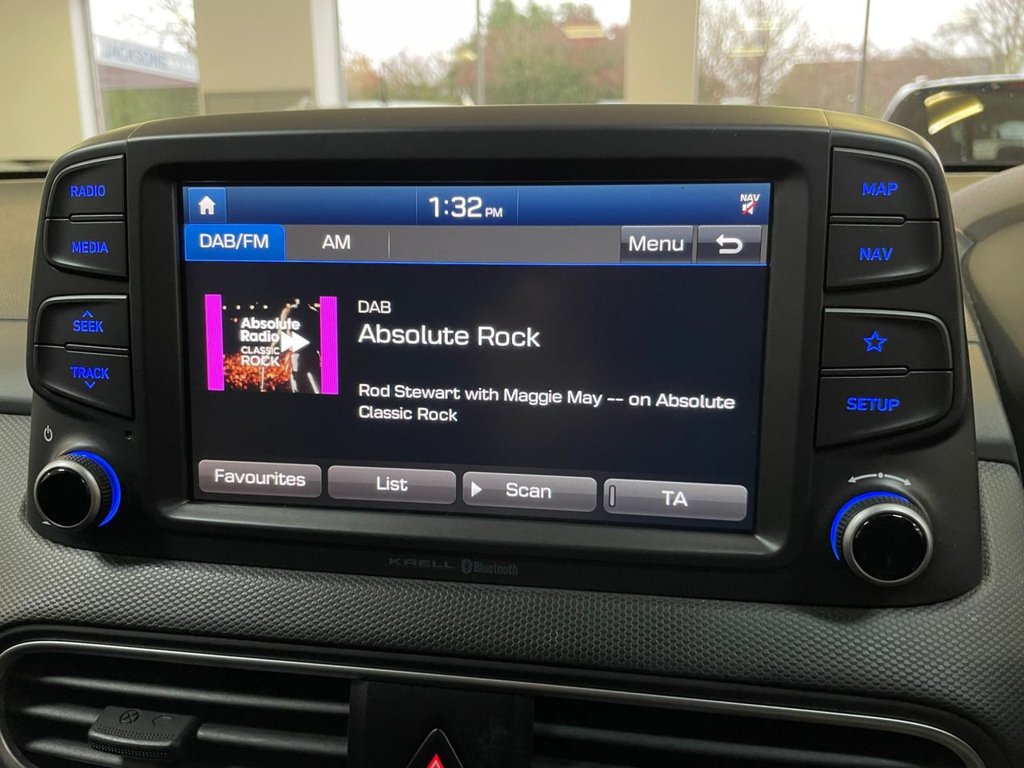 RADIO
MEDIA
SEEK
TRACK
1:32 PM
NAV
DAB/FM AM Menu
DAB
Absolute Rock
Absolute
Radio
CLASSIC
ROCK
Rod Stewart with Maggie May -- on Absolute
Classic Rock
Favourites List Scan TA
MAP
NAV
SETUP
KRELL Bluetooth